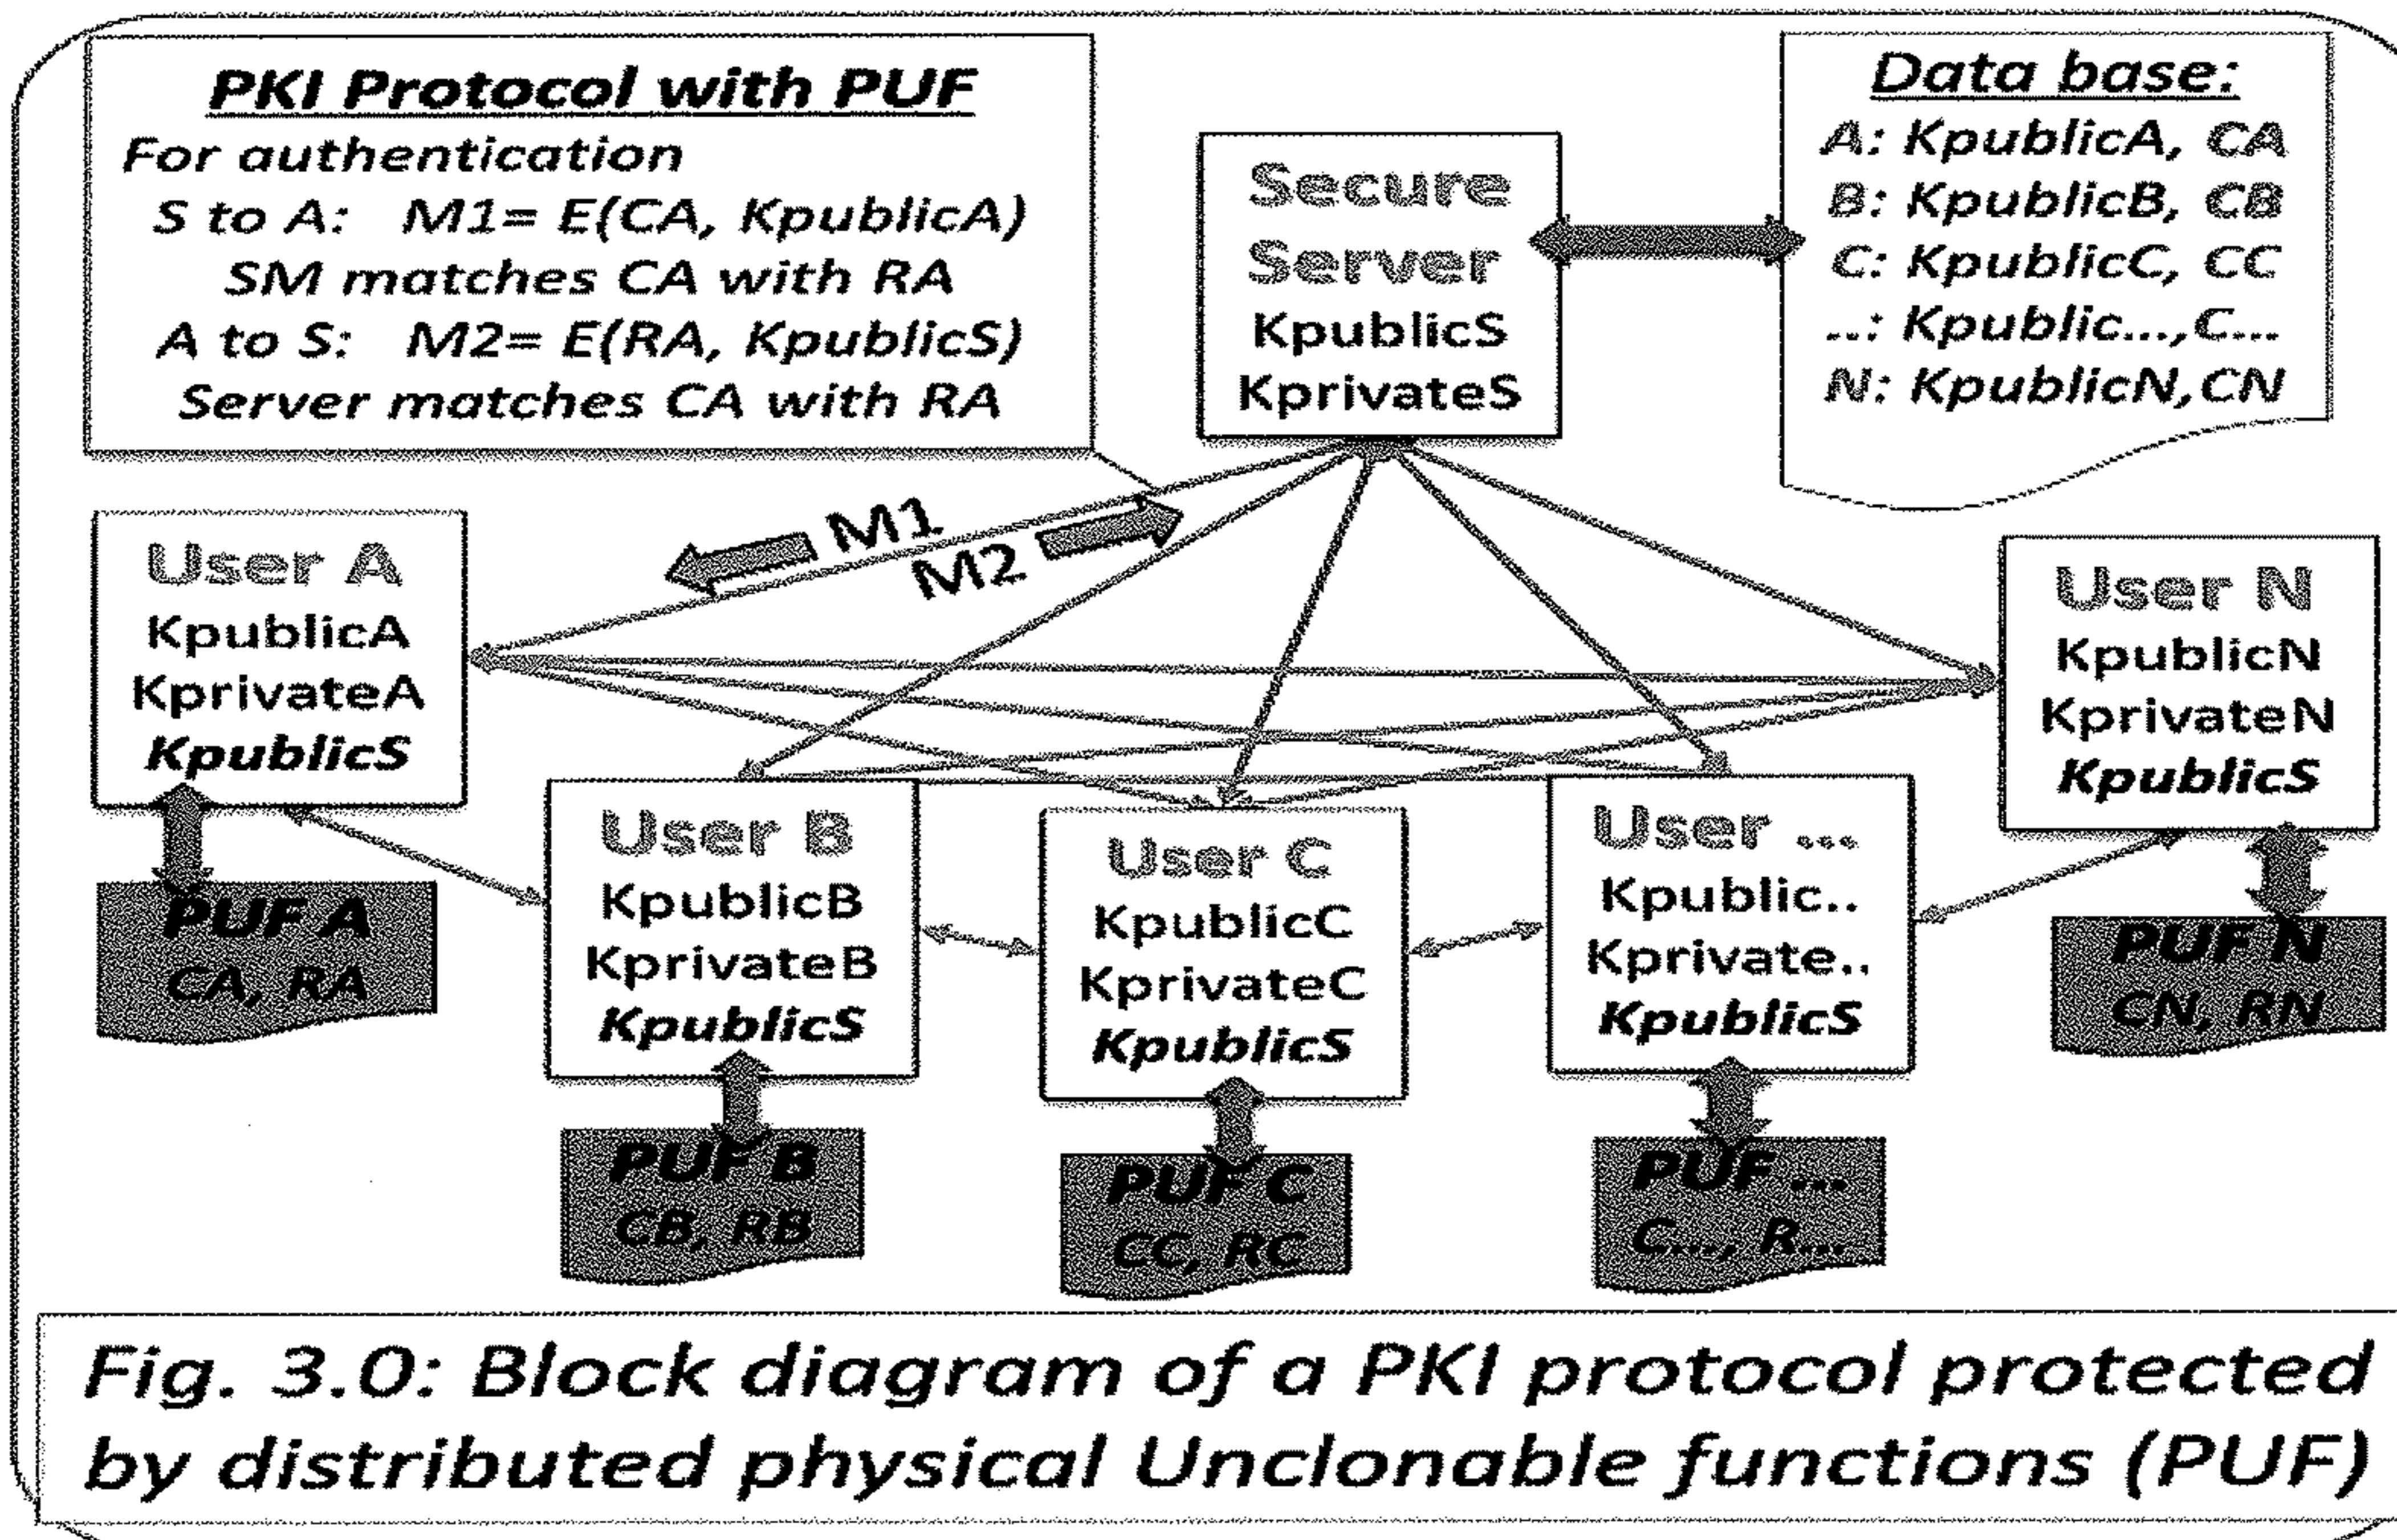 PKI Protocol with PUF
For authentication
S to A: M1= E(CA, KpublicA)
SM matches CA with RA
A to S: M2= E(RA, KpublicS)
Server matches CA with RA
Secure
Server
KpublicS
KprivateS
Data base:
A: KpublicA, CA
B: KpublicB, CB
C: KpublicC, CC
..: Kpublic...,C...
N: KpublicN,CN
M1
M2
User A
KpublicA
KprivateA
KpublicS
User B
KpublicB
KprivateB
KpublicS
User C
KpublicC
KprivateC
KpublicS
User ...
Kpublic..
Kprivate..
KpublicS
User N
KpublicN
KprivateN
KpublicS
PUF A
CA, RA
PUF B
CB, RB
PUF C
CC, RC
PUF ...
C..., R...
PUF N
CN, RN
Fig. 3.0: Block diagram of a PKI protocol protected
by distributed physical Unclonable functions (PUF)